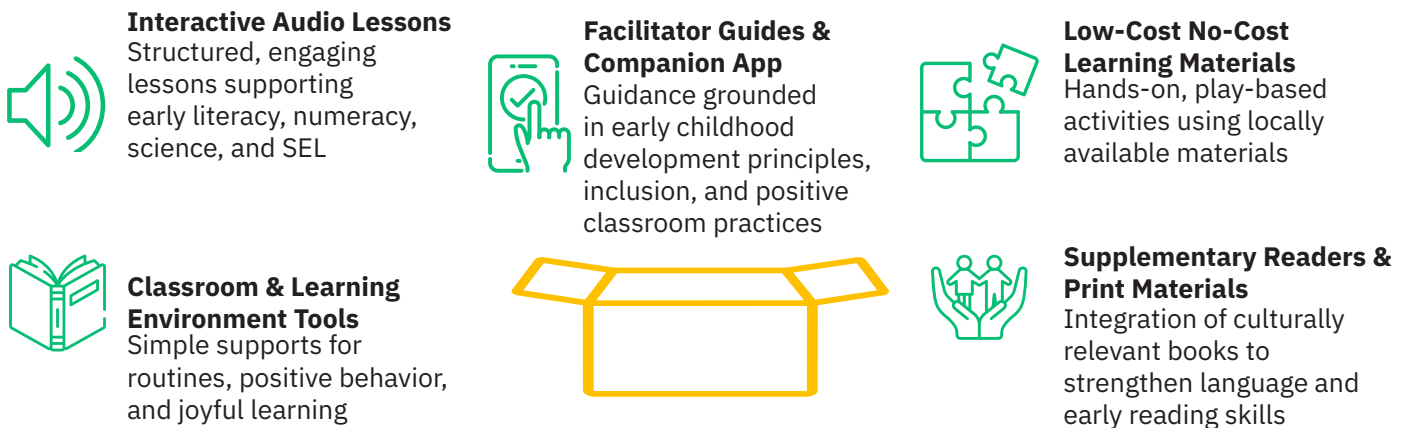 Interactive Audio Lessons
Structured, engaging
lessons supporting
early literacy, numeracy,
science, and SEL
Facilitator Guides &
Companion App
Guidance grounded
in early childhood
development principles,
inclusion, and positive
classroom practices
Low-Cost No-Cost
Learning Materials
Hands-on, play-based
activities using locally
available materials
Classroom & Learning
Environment Tools
Simple supports for
routines, positive behavior,
and joyful learning
Supplementary Readers &
Print Materials
Integration of culturally
relevant books to
strengthen language and
early reading skills